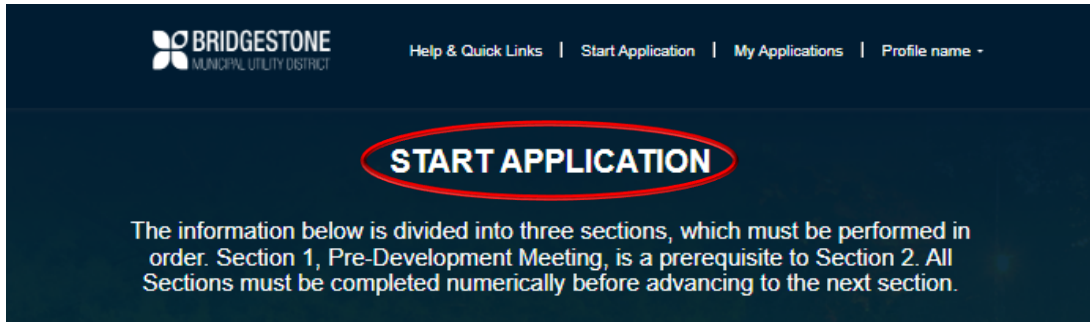 BRIDGESTONE
MUNICIPAL UTILITY DISTRICT
Help & Quick Links | Start Application | My Applications | Profile name -
START APPLICATION
The information below is divided into three sections, which must be performed in
order. Section 1, Pre-Development Meeting, is a prerequisite to Section 2. All
Sections must be completed numerically before advancing to the next section.